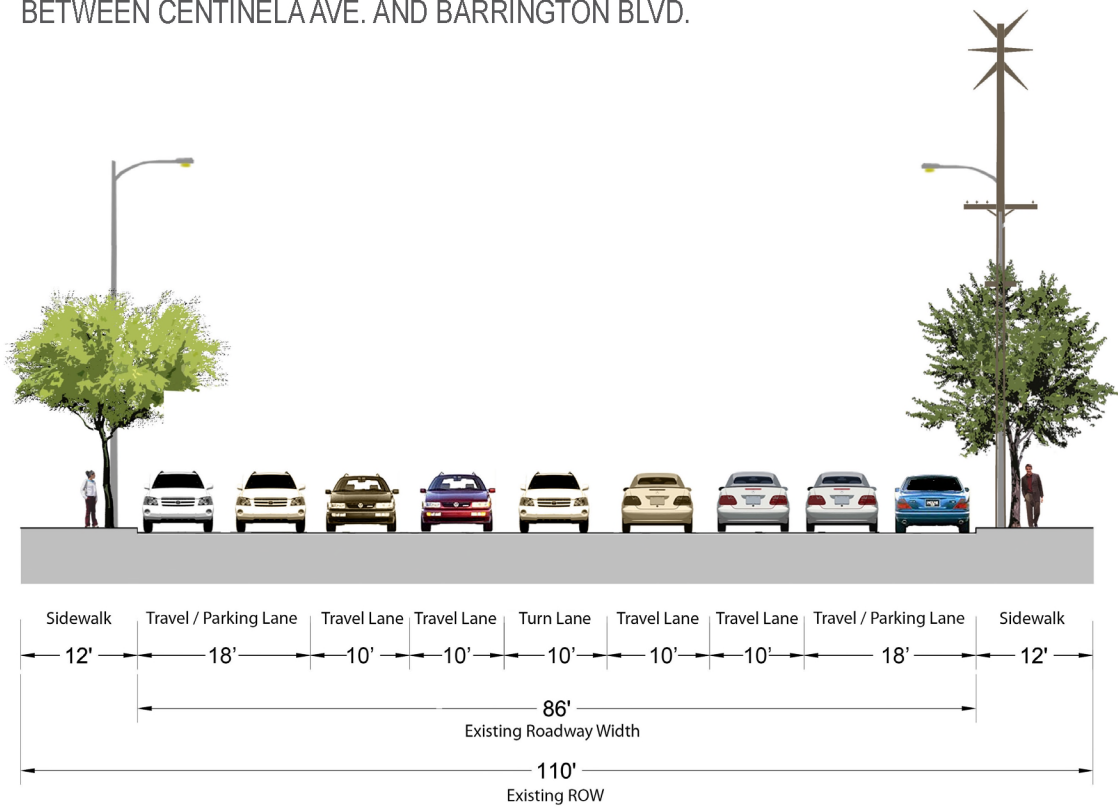 BETWEEN CENTINELA AVE. AND BARRINGTON BLVD.
Sidewalk Travel / Parking Lane Travel Lane Travel Lane Turn Lane Travel Lane Travel Lane Travel / Parking Lane Sidewalk
12' 18' 10' 10' 10' 10' 10' 18' 12'
86'
Existing Roadway Width
110'
Existing ROW